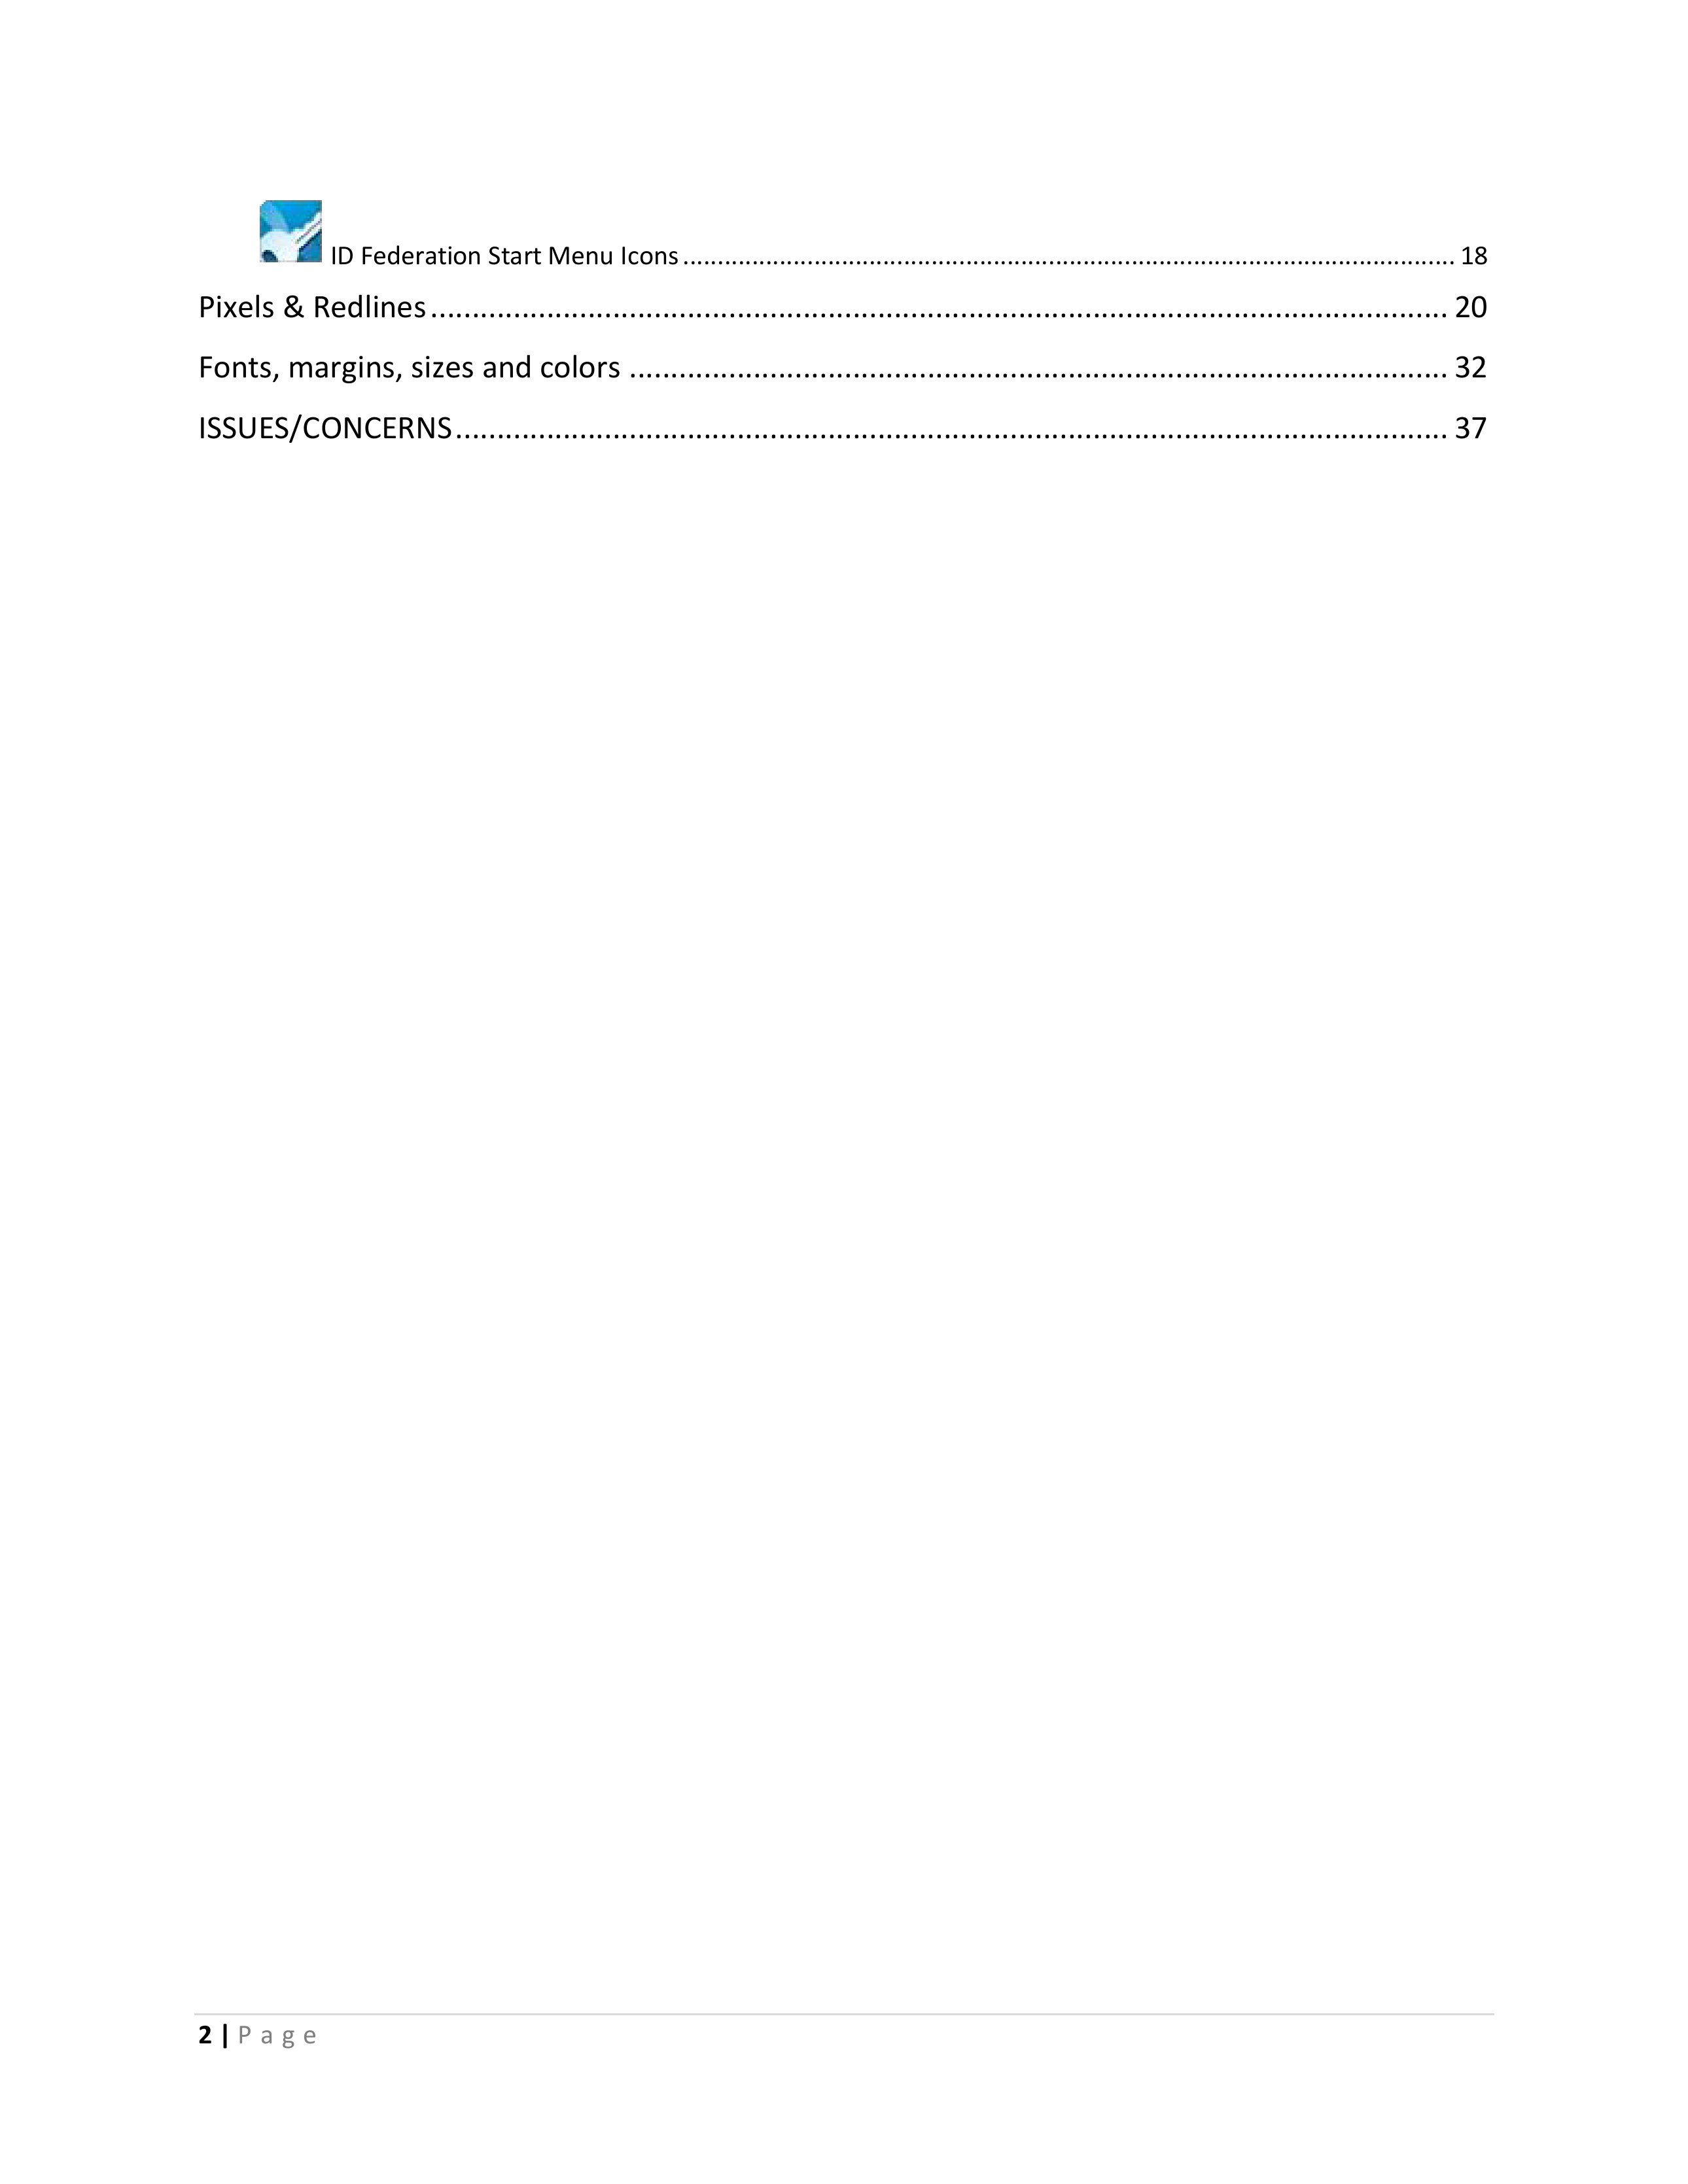 ID Federation Start Menu Icons ................................................................................................................ 18
Pixels & Redlines ........................................................................................................................... 20
Fonts, margins, sizes and colors ................................................................................................... 32
ISSUES/CONCERNS ........................................................................................................................ 37
2 | Page